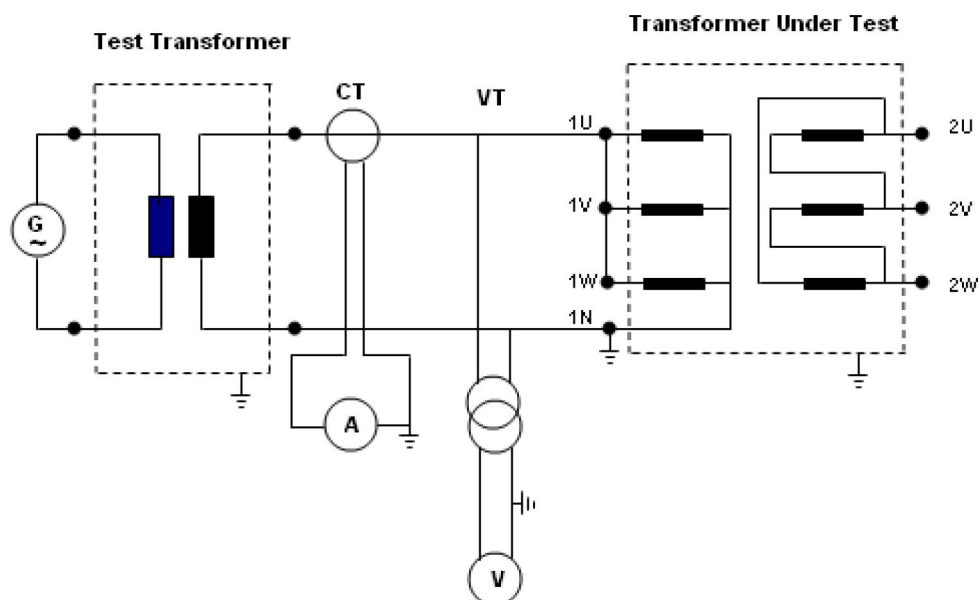 Test Transformer
Transformer Under Test
CT
VT
1U
2U
G
~
1V
2V
1W
2W
1N
A
V